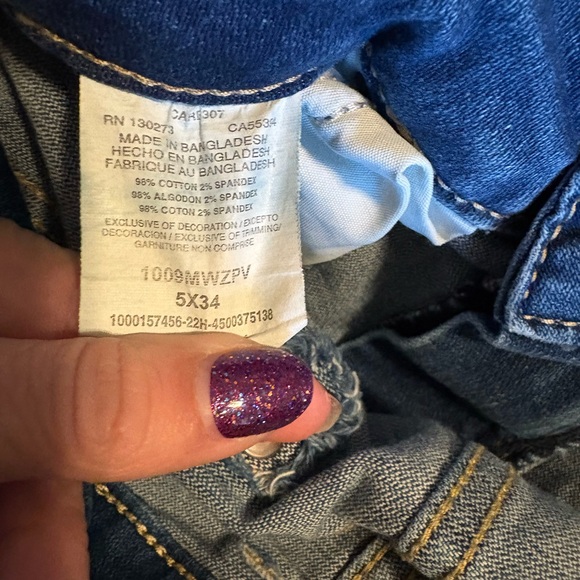 CARE307
RN 130273 CA5534
MADE IN BANGLADESH
HECHO EN BANGLADESH
FABRIQUE AU BANGLADESH
98% COTTON 2% SPANDEX
98% ALGODON 2% SPANDEX
98% COTON 2% SPANDEX
EXCLUSIVE OF DECORATION / EXCEPTO
DECORACION / EXCLUSIVE OF TRIMMING/
GARNITURE NON COMPRISE
1009MWZPV
5X34
1000157456-22H-4500375138